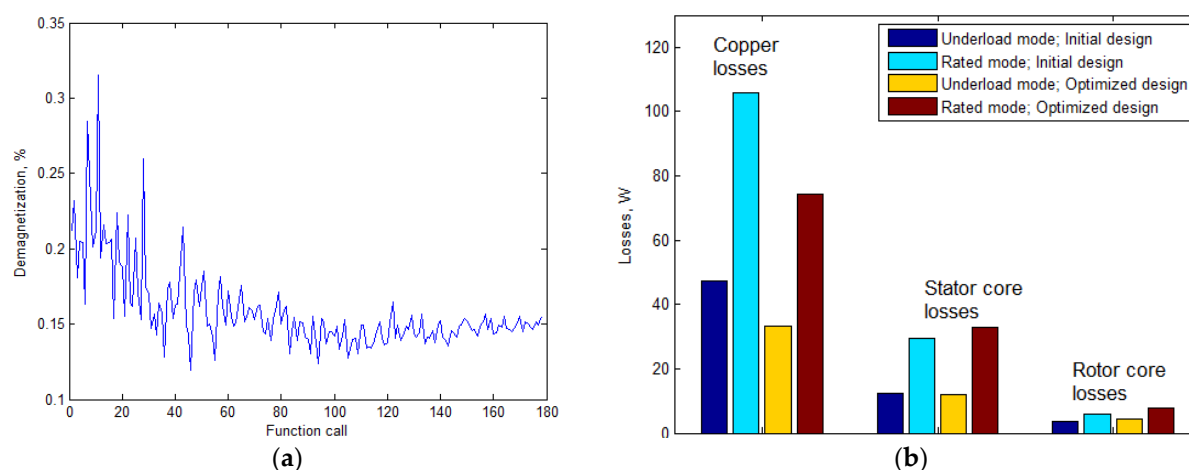 0.35
0.3
0.25
0.2
0.15
0.1
Demagnetization, %
0
20
40
60
80
100
120
140
160
180
Function call
(a)
120
100
80
60
40
20
0
Losses, W
Copper
losses
Underload mode; Initial design
Rated mode; Initial design
Underload mode; Optimized design
Rated mode; Optimized design
Stator core
losses
Rotor core
losses
(b)